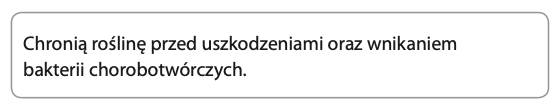 Chronią roślinę przed uszkodzeniami oraz wnikaniem
bakterii chorobotwórczych.